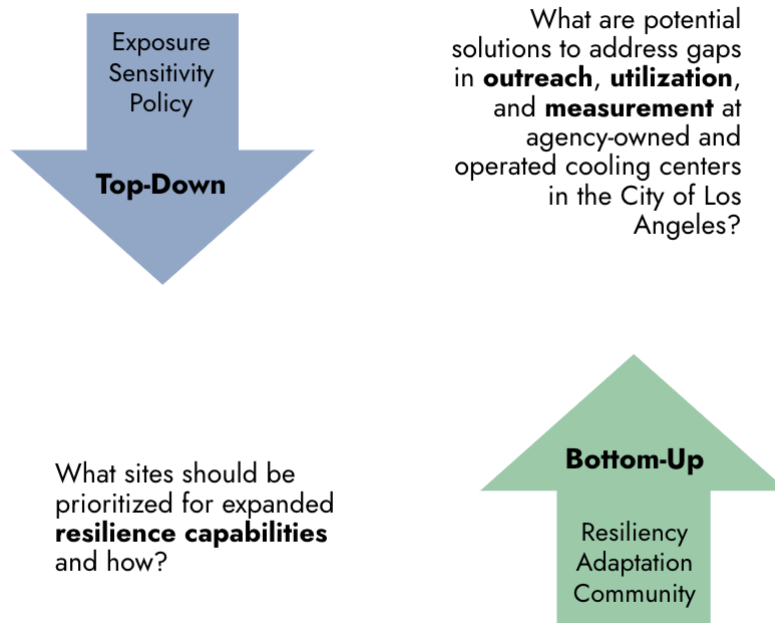 Exposure
Sensitivity
Policy
Top-Down
What are potential
solutions to address gaps
in outreach, utilization,
and measurement at
agency-owned and
operated cooling centers
in the City of Los
Angeles?
What sites should be
prioritized for expanded
resilience capabilities
and how?
Bottom-Up
Resiliency
Adaptation
Community